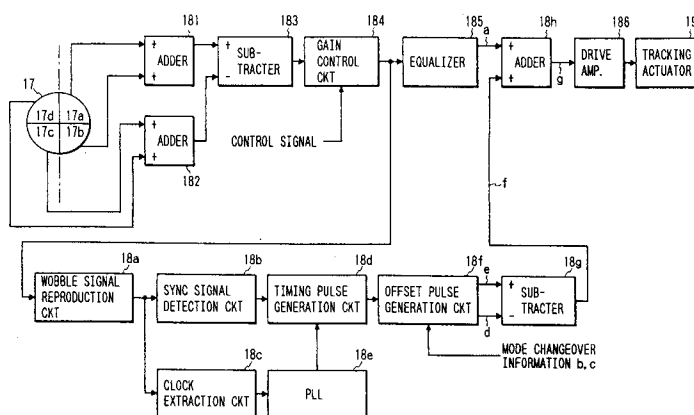 181
183
184
185
18h
186
19
+
+
ADDER
+
-
SUB-
TRACTER
GAIN
CONTROL
CKT
EQUALIZER
a
+
+
ADDER
g
DRIVE
AMP.
TRACKING
ACTUATOR
17
17d
17a
17c
17b
+
+
ADDER
182
CONTROL SIGNAL
f
18a
18b
18d
18f
18g
WOBBLE SIGNAL
REPRODUCTION
CKT
SYNC SIGNAL
DETECTION CKT
TIMING PULSE
GENERATION CKT
OFFSET PULSE
GENERATION CKT
e
d
+
-
SUB-
TRACTER
18c
18e
CLOCK
EXTRACTION CKT
PLL
MODE CHANGEOVER
INFORMATION b, c